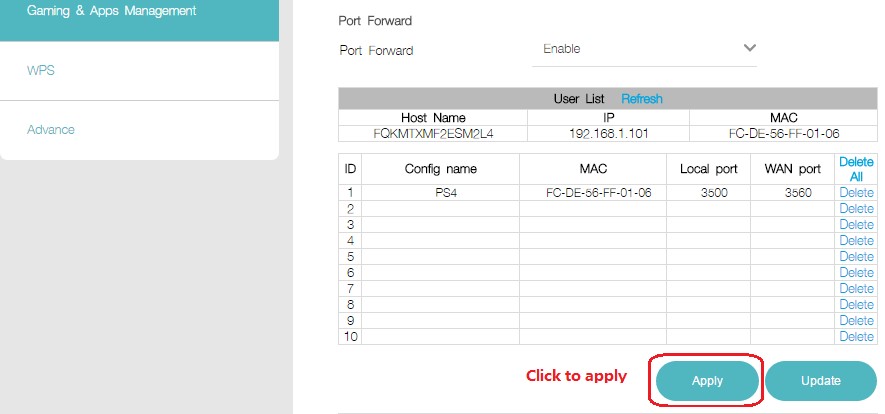 Gaming & Apps Management
WPS
Advance
Port Forward
Port Forward Enable
User List Refresh
Host Name IP MAC
FQKMTXMF2ESM2L4 192.168.1.101 FC-DE-56-FF-01-06
ID Config name MAC Local port WAN port Delete All
1 PS4 FC-DE-56-FF-01-06 3500 3560 Delete
2 Delete
3 Delete
4 Delete
5 Delete
6 Delete
7 Delete
8 Delete
9 Delete
10 Delete
Click to apply Apply Update